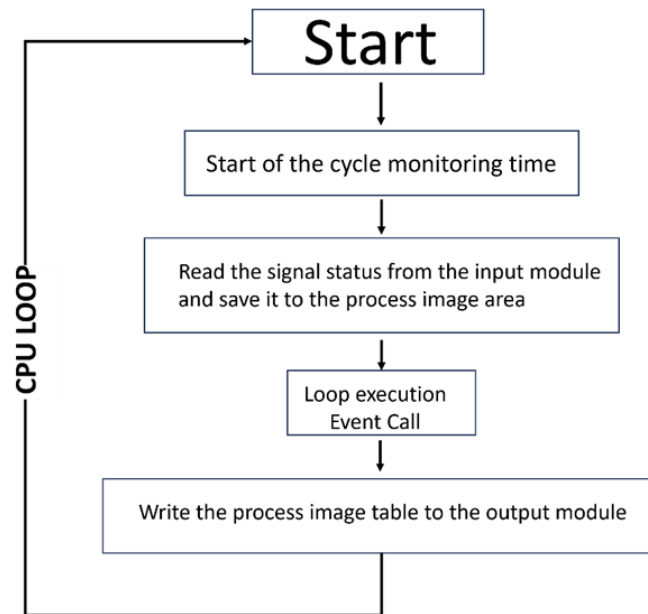 Start
Start of the cycle monitoring time
Read the signal status from the input module
and save it to the process image area
CPU LOOP
Loop execution
Event Call
Write the process image table to the output module